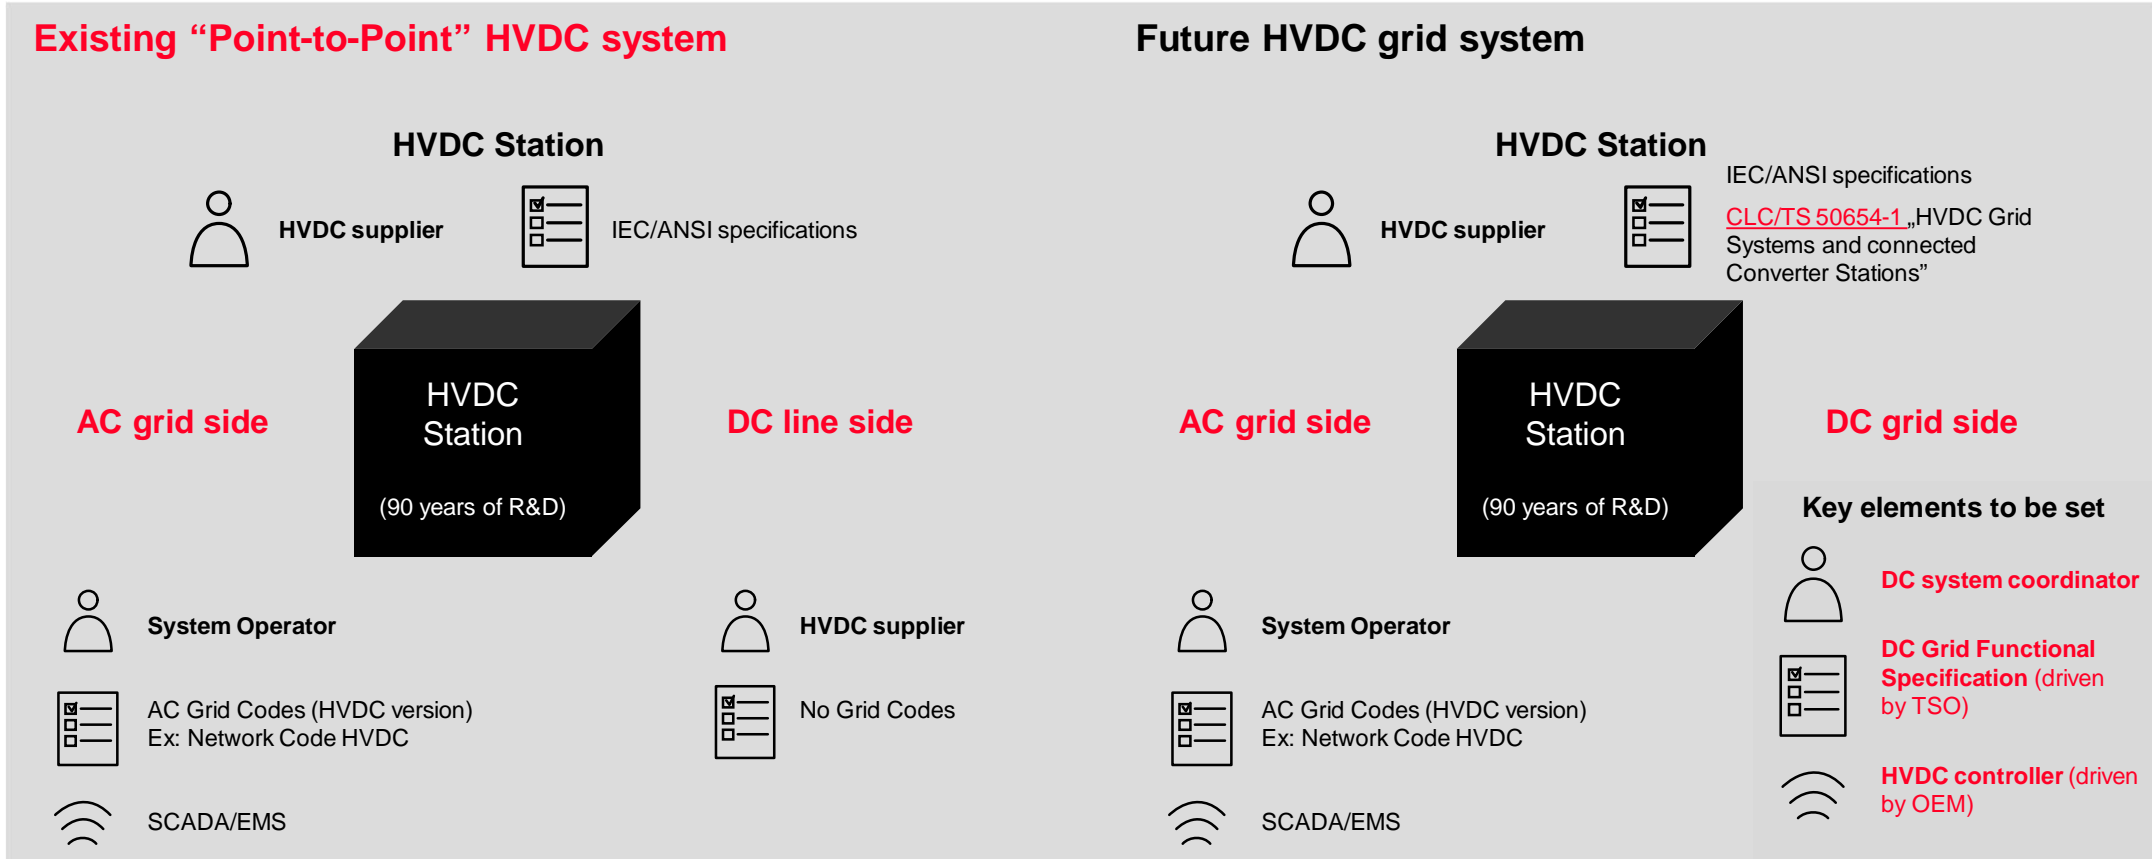 Existing “Point-to-Point” HVDC system
HVDC Station
HVDC supplier
IEC/ANSI specifications
HVDC
Station
(90 years of R&D)
AC grid side
DC line side
System Operator
AC Grid Codes (HVDC version)
Ex: Network Code HVDC
SCADA/EMS
HVDC supplier
No Grid Codes
Future HVDC grid system
HVDC Station
HVDC supplier
IEC/ANSI specifications
CLC/TS 50654-1 „HVDC Grid
Systems and connected
Converter Stations”
HVDC
Station
(90 years of R&D)
AC grid side
DC grid side
System Operator
AC Grid Codes (HVDC version)
Ex: Network Code HVDC
SCADA/EMS
Key elements to be set
DC system coordinator
DC Grid Functional
Specification (driven
by TSO)
HVDC controller (driven
by OEM)